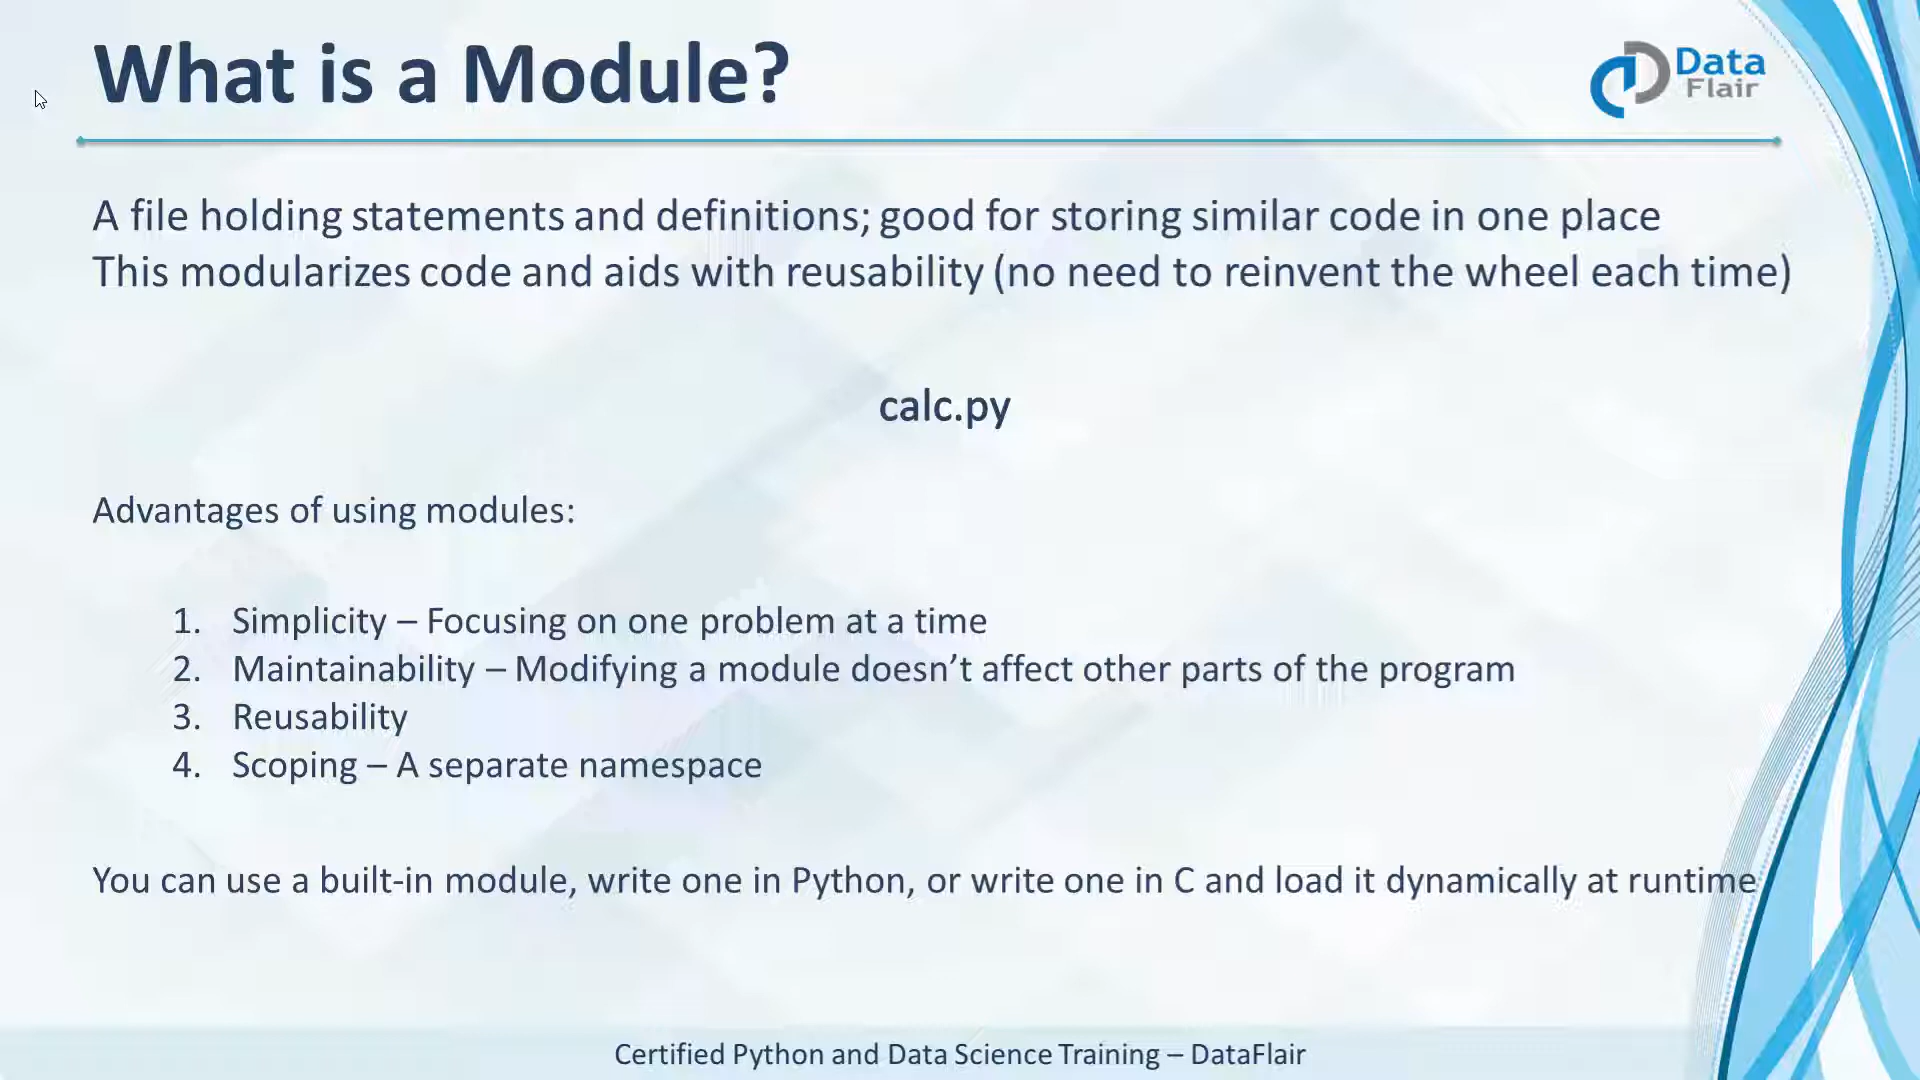 What is a Module?
Data
Flair
A file holding statements and definitions; good for storing similar code in one place
This modularizes code and aids with reusability (no need to reinvent the wheel each time)
calc.py
Advantages of using modules:
1. Simplicity – Focusing on one problem at a time
2. Maintainability – Modifying a module doesn’t affect other parts of the program
3. Reusability
4. Scoping – A separate namespace
You can use a built-in module, write one in Python, or write one in C and load it dynamically at runtime
Certified Python and Data Science Training – DataFlair